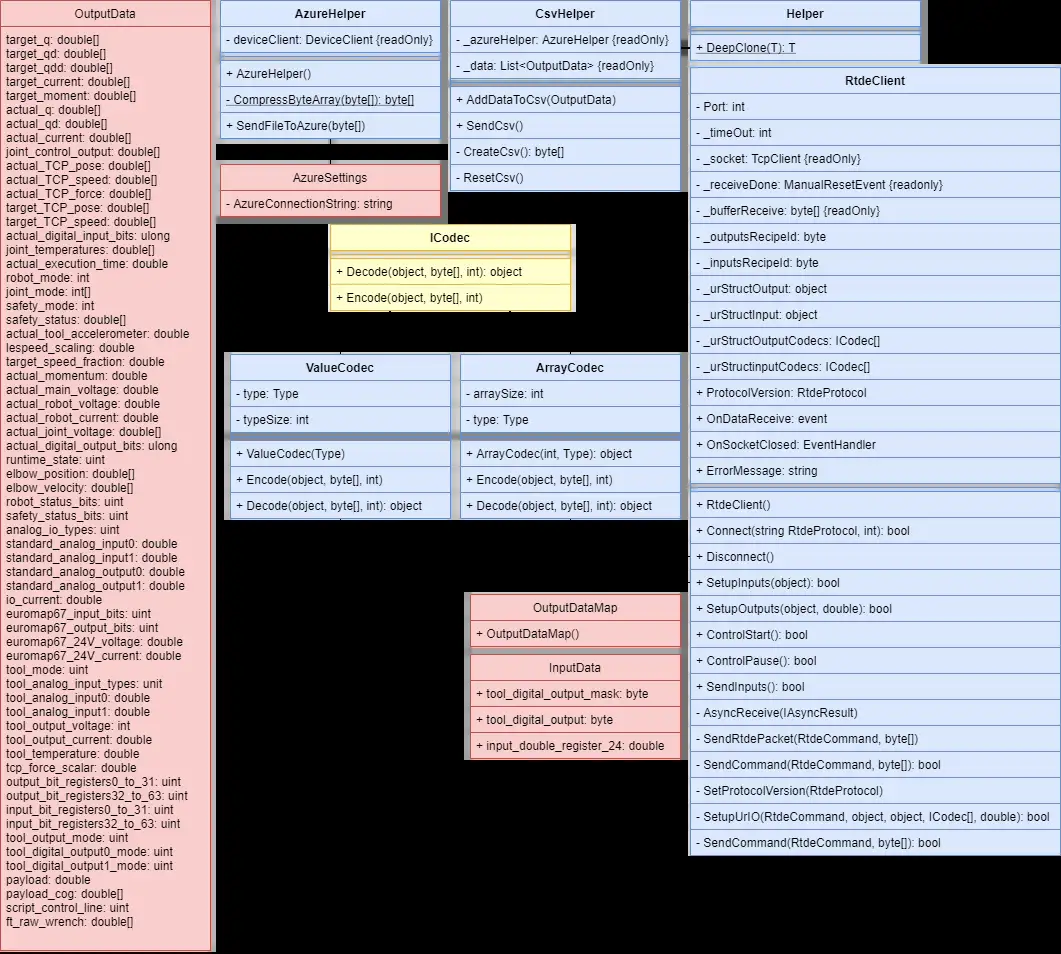 OutputData
target_q: double[]
target_qd: double[]
target_qdd: double[]
target_current: double[]
target_moment: double[]
actual_q: double[]
actual_qd: double[]
actual_current: double[]
joint_control_output: double[]
actual_TCP_pose: double[]
actual_TCP_speed: double[]
actual_TCP_force: double[]
target_TCP_pose: double[]
target_TCP_speed: double[]
actual_digital_input_bits: ulong
joint_temperatures: double[]
actual_execution_time: double
robot_mode: int
joint_mode: int[]
safety_mode: int
safety_status: double[]
actual_tool_accelerometer: double
lespeed_scaling: double
target_speed_fraction: double
actual_momentum: double
actual_main_voltage: double
actual_robot_voltage: double
actual_robot_current: double
actual_joint_voltage: double[]
actual_digital_output_bits: ulong
runtime_state: uint
elbow_position: double[]
elbow_velocity: double[]
robot_status_bits: uint
safety_status_bits: uint
analog_io_types: uint
standard_analog_input0: double
standard_analog_input1: double
standard_analog_output0: double
standard_analog_output1: double
io_current: double
euromap67_input_bits: uint
euromap67_output_bits: uint
euromap67_24V_voltage: double
euromap67_24V_current: double
tool_mode: uint
tool_analog_input_types: unit
tool_analog_input0: double
tool_analog_input1: double
tool_output_voltage: int
tool_output_current: double
tool_temperature: double
tcp_force_scalar: double
output_bit_registers0_to_31: uint
output_bit_registers32_to_63: uint
input_bit_registers0_to_31: uint
input_bit_registers32_to_63: uint
tool_output_mode: uint
tool_digital_output0_mode: uint
tool_digital_output1_mode: uint
payload: double
payload_cog: double[]
script_control_line: uint
ft_raw_wrench: double[]
AzureHelper
- deviceClient: DeviceClient {readOnly}
+ AzureHelper()
- CompressByteArray(byte[]): byte[]
+ SendFileToAzure(byte[])
AzureSettings
- AzureConnectionString: string
CsvHelper
- _azureHelper: AzureHelper {readOnly}
- _data: List<OutputData> {readOnly}
+ AddDataToCsv(OutputData)
+ SendCsv()
- CreateCsv(): byte[]
- ResetCsv()
ICodec
+ Decode(object, byte[], int): object
+ Encode(object, byte[], int)
ValueCodec
- type: Type
- typeSize: int
+ ValueCodec(Type)
+ Encode(object, byte[], int)
+ Decode(object, byte[], int): object
ArrayCodec
- arraySize: int
- type: Type
+ ArrayCodec(int, Type): object
+ Encode(object, byte[], int)
+ Decode(object, byte[], int): object
OutputDataMap
+ OutputDataMap()
InputData
+ tool_digital_output_mask: byte
+ tool_digital_output: byte
+ input_double_register_24: double
Helper
+ DeepClone(T): T
RtdeClient
- Port: int
- _timeOut: int
- _socket: TcpClient {readOnly}
- _receiveDone: ManualResetEvent {readonly}
- _bufferReceive: byte[] {readOnly}
- _outputsRecipeId: byte
- _inputsRecipeId: byte
- _urStructOutput: object
- _urStructInput: object
- _urStructOutputCodecs: ICodec[]
- _urStructinputCodecs: ICodec[]
+ ProtocolVersion: RtdeProtocol
+ OnDataReceive: event
+ OnSocketClosed: EventHandler
+ ErrorMessage: string
+ RtdeClient()
+ Connect(string RtdeProtocol, int): bool
+ Disconnect()
+ SetupInputs(object): bool
+ SetupOutputs(object, double): bool
+ ControlStart(): bool
+ ControlPause(): bool
+ SendInputs(): bool
- AsyncReceive(IAsyncResult)
- SendRtdePacket(RtdeCommand, byte[])
- SendCommand(RtdeCommand, byte[]): bool
- SetProtocolVersion(RtdeProtocol)
- SetupUrIO(RtdeCommand, object, object, ICodec[], double): bool
- SendCommand(RtdeCommand, byte[]): bool